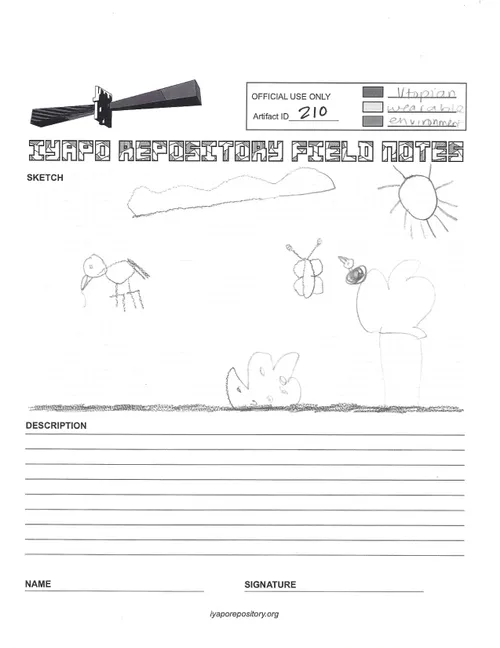 OFFICIAL USE ONLY
Artifact ID 210
Utopian
wearable
environment
IYAPO REPOSITORY FIELD NOTES
SKETCH
DESCRIPTION
NAME
SIGNATURE
iyaporepository.org